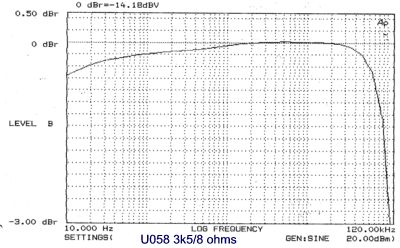 0 dBr=-14.18dBV
0.50 dBr
Ap
0 dBr
LEVEL B
-3.00 dBr
10.000 Hz LOG FREQUENCY 120.00kHz
SETTINGS( U058 3k5/8 ohms GEN:SINE 20.00dBm)